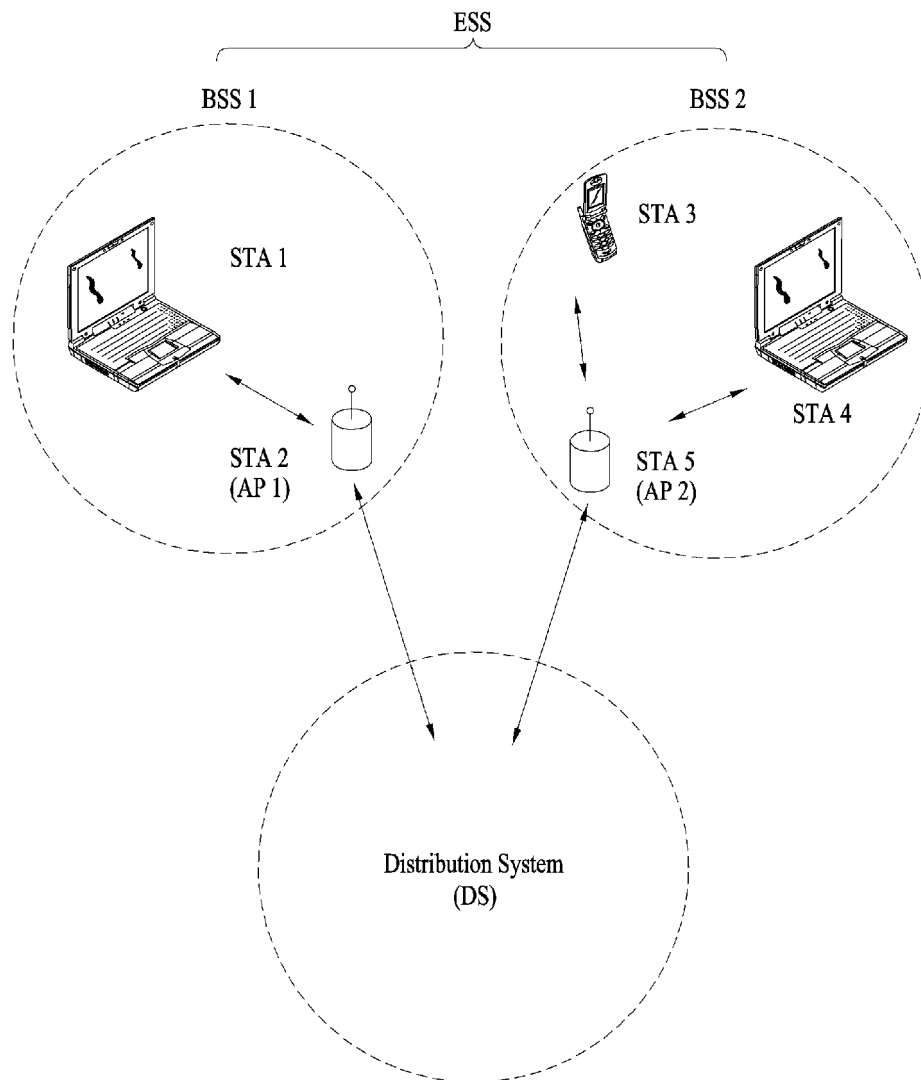 ESS
BSS 1
BSS 2
STA 1
STA 2
(AP 1)
STA 3
STA 4
STA 5
(AP 2)
Distribution System
(DS)